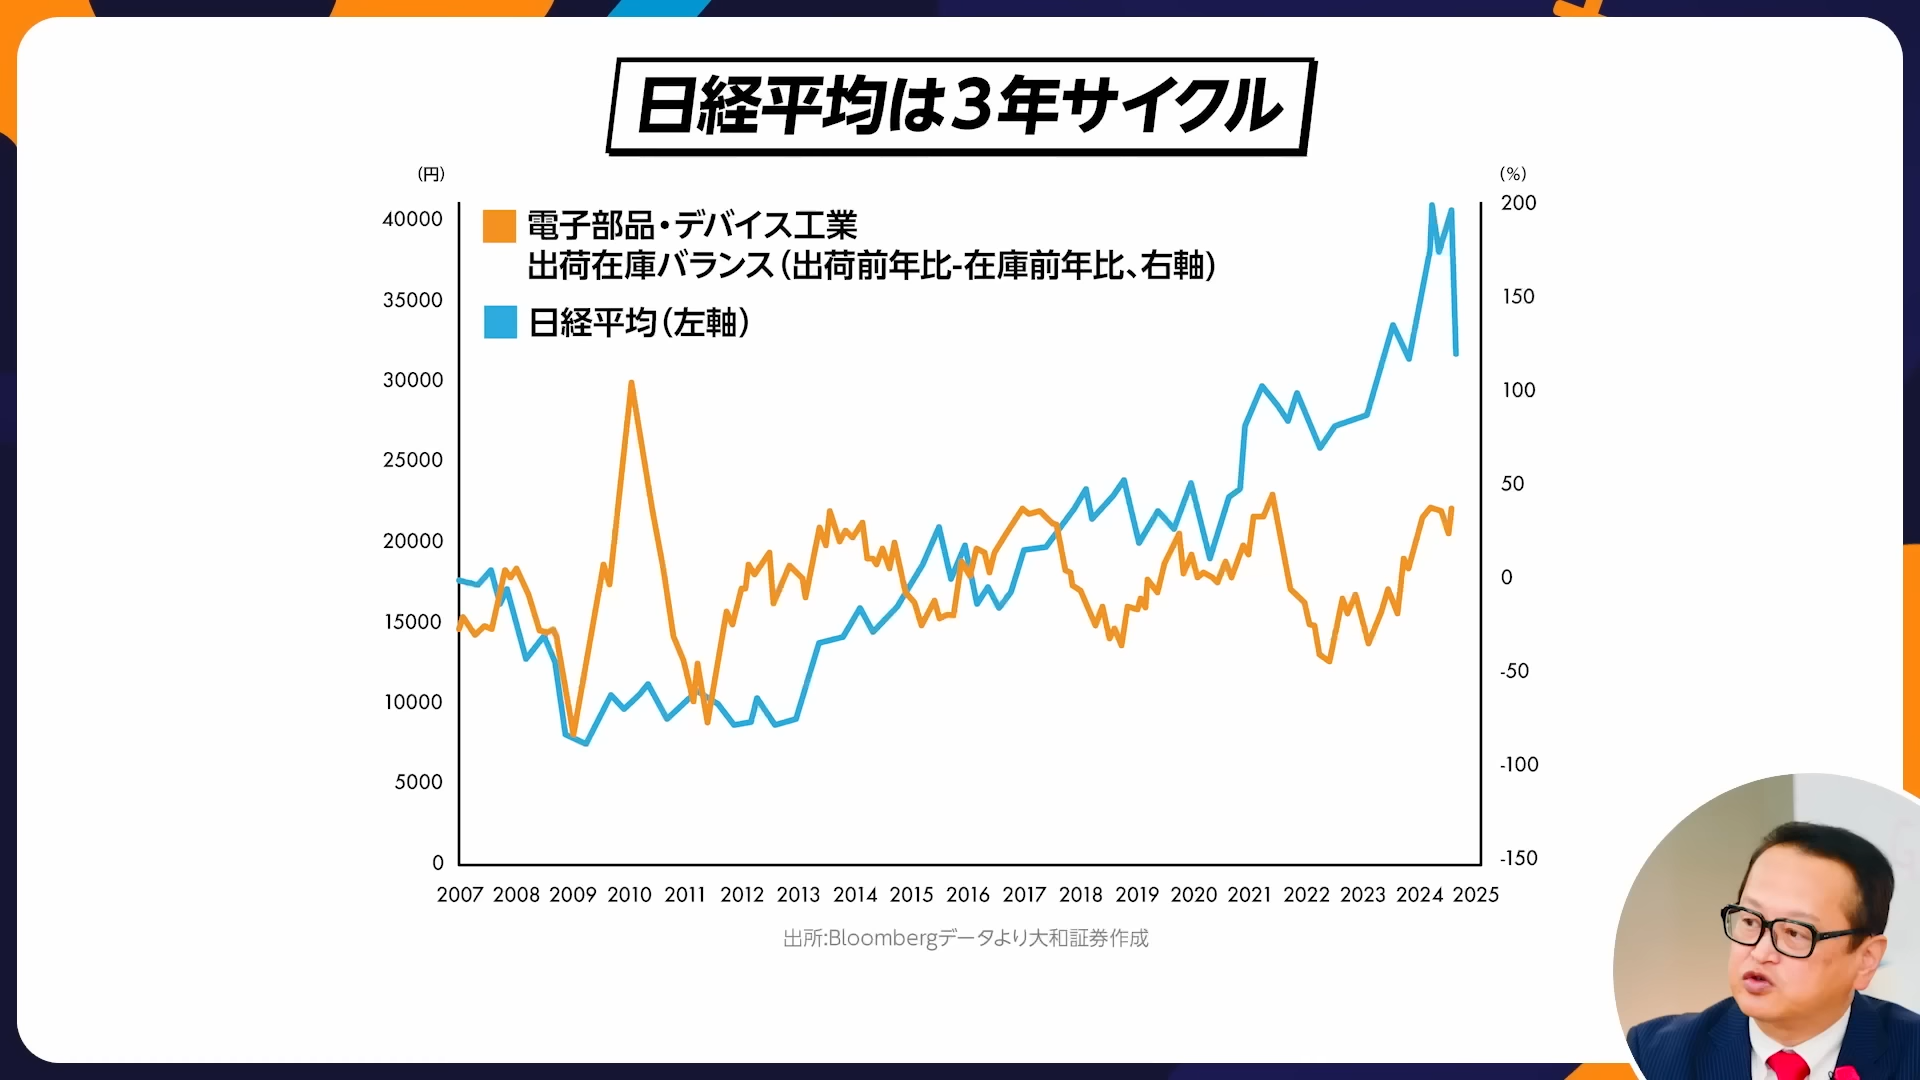 日経平均は3年サイクル
(円)
(%)
電子部品・デバイス工業
出荷在庫バランス(出荷前年比-在庫前年比、右軸)
日経平均(左軸)
40000
35000
30000
25000
20000
15000
10000
5000
0
200
150
100
50
0
-50
-100
-150
2007 2008 2009 2010 2011 2012 2013 2014 2015 2016 2017 2018 2019 2020 2021 2022 2023 2024 2025
出所:Bloombergデータより大和証券作成